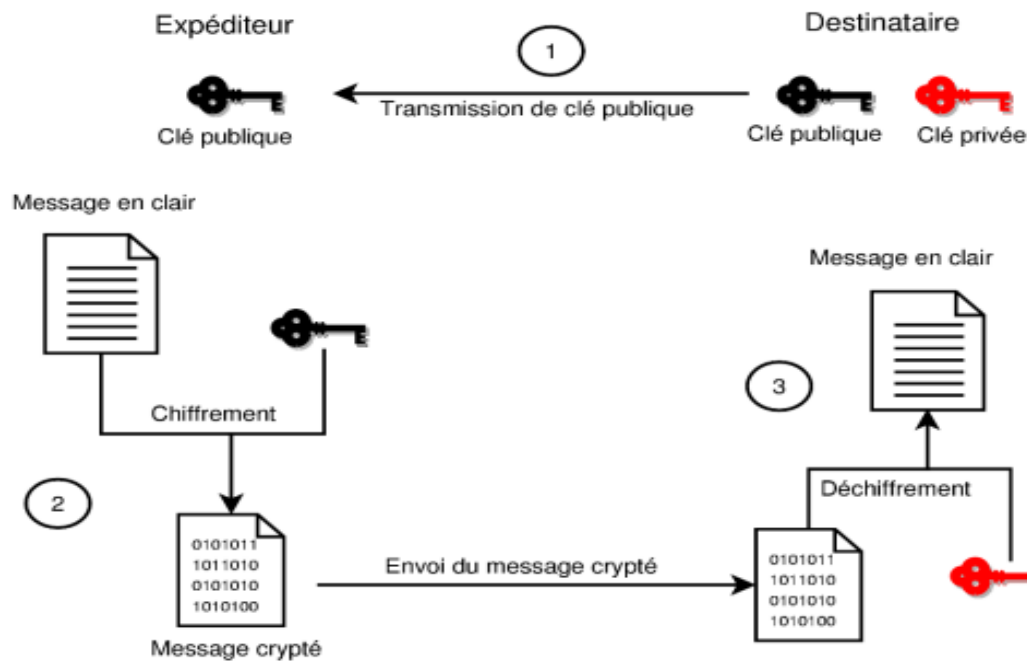 Expéditeur
Destinataire
1
Transmission de clé publique
Clé publique
Clé publique
Clé privée
Message en clair
Message en clair
3
Chiffrement
2
Déchiffrement
0101011
1011010
0101010
1010100
Envoi du message crypté
0101011
1011010
0101010
1010100
Message crypté